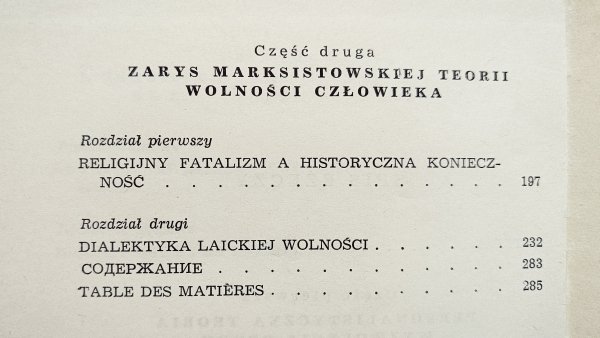 Część druga
ZARYS MARKSISTOWSKIEJ TEORII
WOLNOŚCI CZŁOWIEKA
Rozdział pierwszy
RELIGIJNY FATALIZM A HISTORYCZNA KONIECZ-
NOŚĆ . . . . . . . . . . . . . 197
Rozdział drugi
DIALEKTYKA LAICKIEJ WOLNOŚCI . . . . . . 232
СОДЕРЖАНИЕ . . . . . . . . . . . 283
TABLE DES MATIÈRES . . . . . . . . . 285